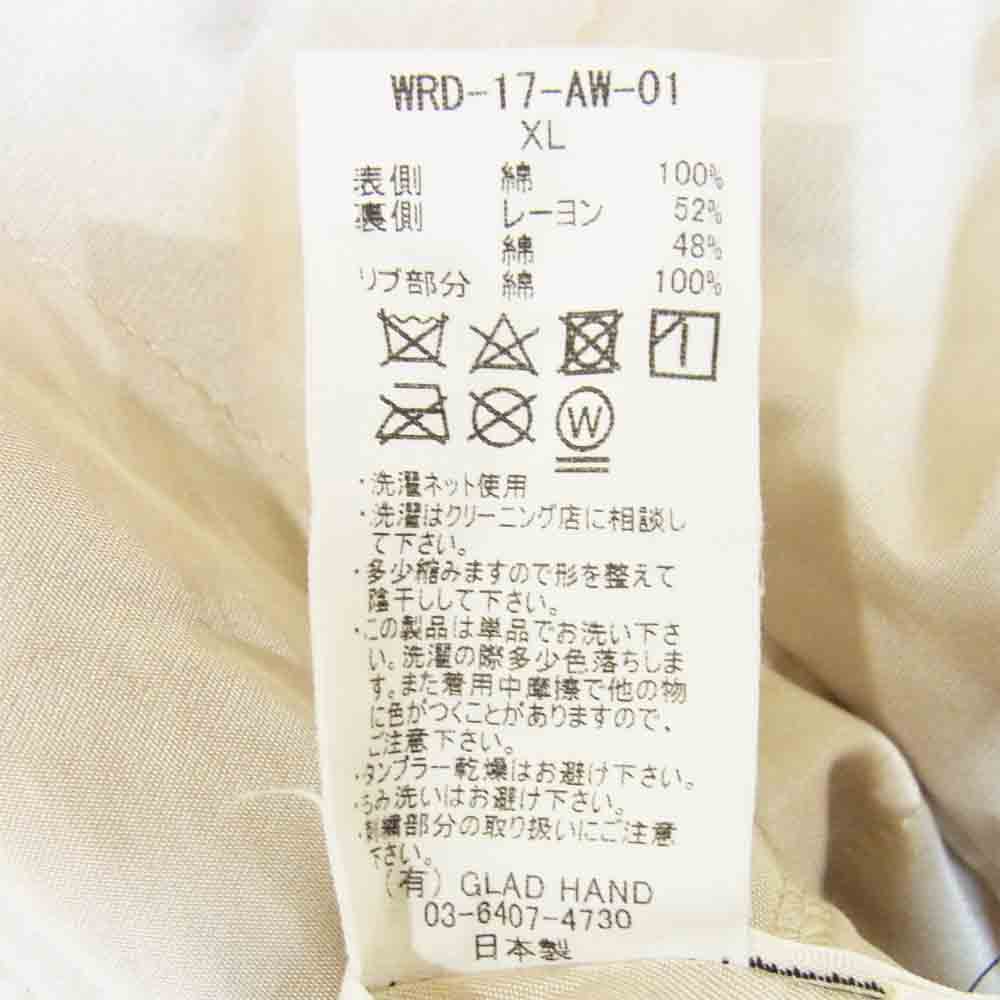 WRD-17-AW-01
XL
表側 綿 100%
裏側 レーヨン 52%
綿 48%
リブ部分 綿 100%
W
・洗濯ネット使用
・洗濯はクリーニング店に相談し
て下さい。
・多少縮みますので形を整えて
陰干しして下さい。
・この製品は単品でお洗い下さ
い。洗濯の際多少色落ちしま
す。また着用中摩擦で他の物
に色がつくことがありますので、
ご注意下さい。
・タンブラー乾燥はお避け下さい。
・もみ洗いはお避け下さい。
・刺繍部分の取り扱いにご注意
下さい。
(有) GLAD HAND
03-6407-4730
日本製